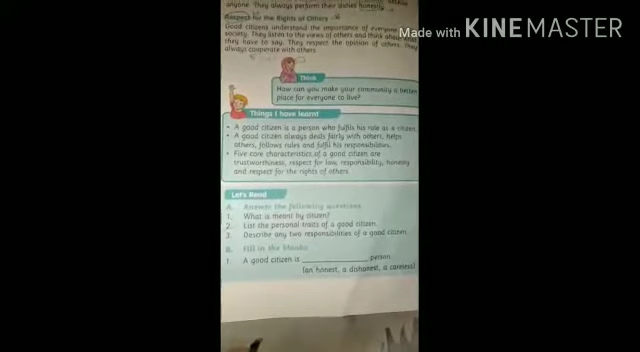 anyone. They always perform their duties honestly.
Respect for the Rights of Others
Good citizens understand the importance of everyone
society. They listen to the views of others and think about
they have to say. They respect the opinion of others. They
always cooperate with others
Made with KINEMASTER
Think
How can you make your community a better
place for everyone to live?
Things I have learnt
• A good citizen is a person who fulfils his role as a citizen.
• A good citizen always deals fairly with others, helps
others, follows rules and fulfil his responsibilities.
• Five core characteristics of a good citizen are
trustworthiness, respect for law, responsibility, honesty
and respect for the rights of others.
Let's Read
A. Answer the following questions.
1. What is meant by citizen?
2. List the personal traits of a good citizen.
3. Describe any two responsibilities of a good citizen.
B. Fill in the blanks
1. A good citizen is ______________ person.
(an honest, a dishonest, a careless)